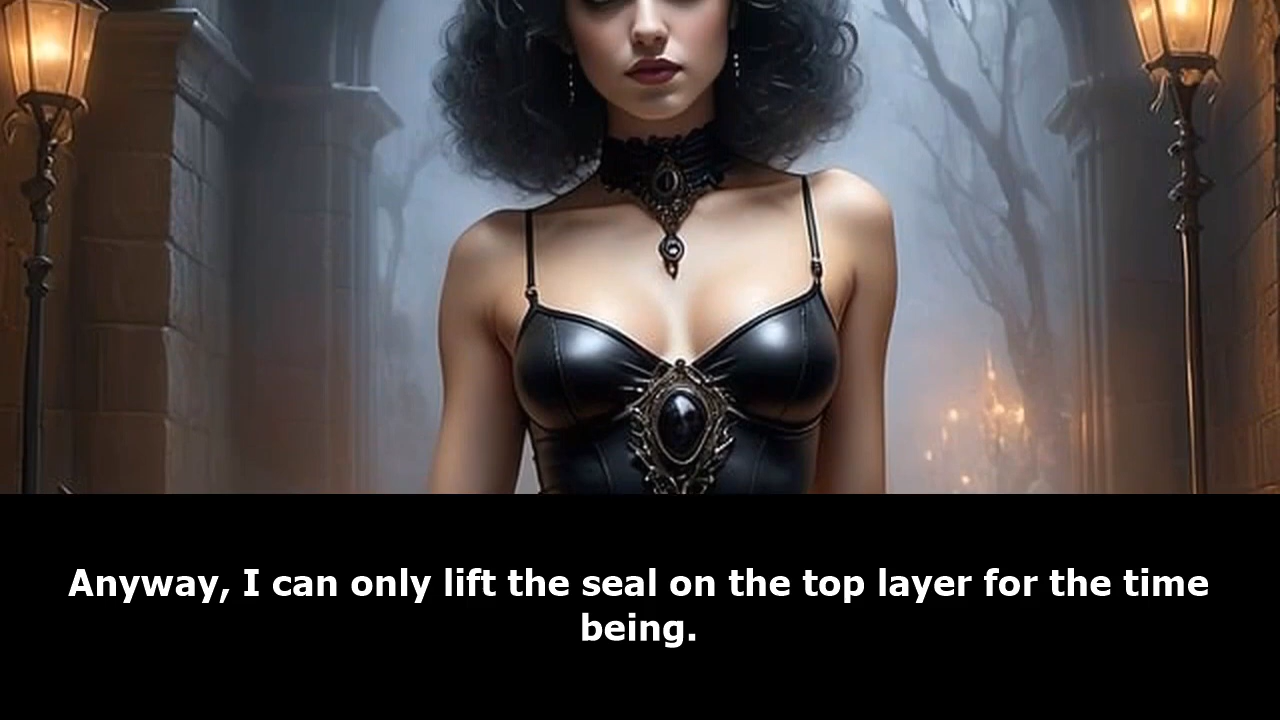 Anyway, I can only lift the seal on the top layer for the time
being.